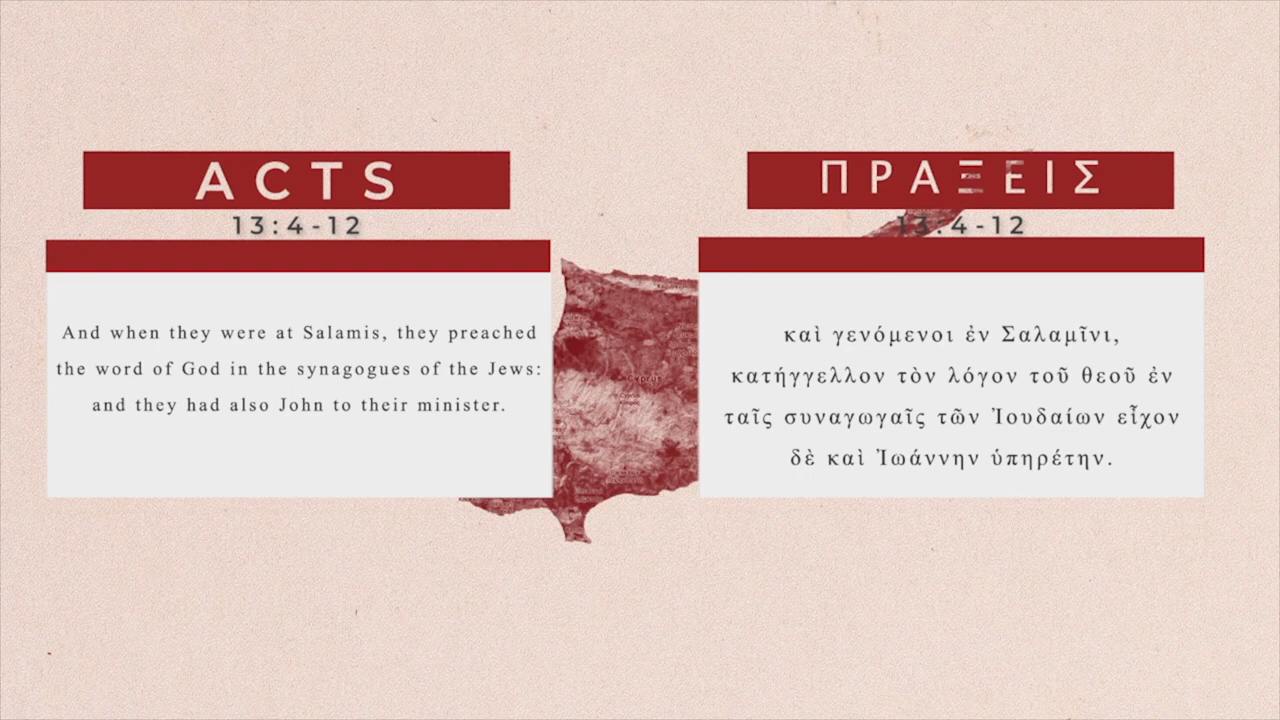 ACTS
13:4-12
And when they were at Salamis, they preached
the word of God in the synagogues of the Jews:
and they had also John to their minister.
ΠΡΑΞΕΙΣ
13:4-12
καὶ γενόμενοι ἐν Σαλαμῖνι,
κατήγγελλον τὸν λόγον τοῦ θεοῦ ἐν
ταῖς συναγωγαῖς τῶν Ἰουδαίων εἶχον
δὲ καὶ Ἰωάννην ὑπηρέτην.
Cyprus